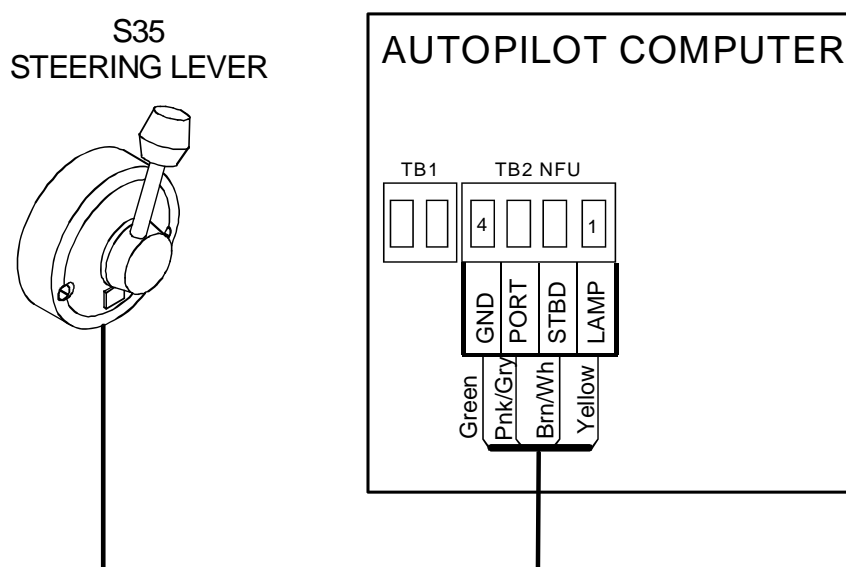 S35
STEERING LEVER
AUTOPILOT COMPUTER
TB1
TB2 NFU
4
1
GND
PORT
STBD
LAMP
Green
Pnk/Gry
Brn/Wh
Yellow